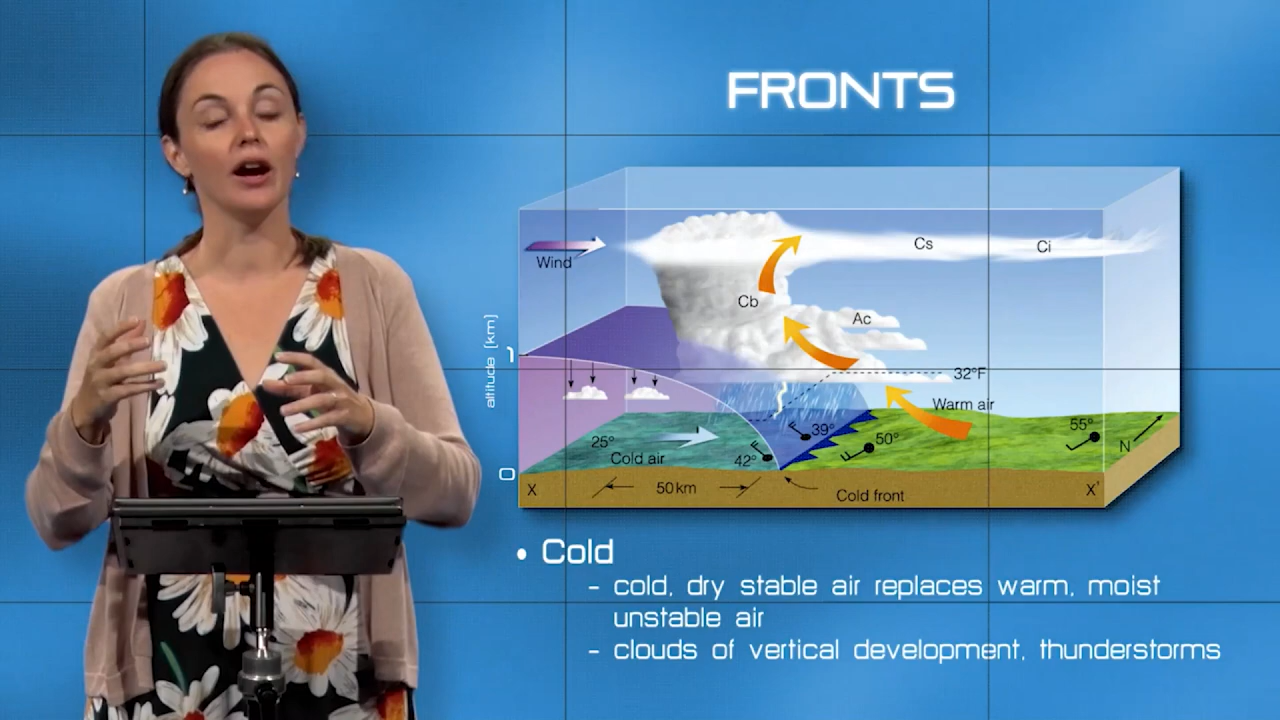 FRONTS
Wind
Cs
Ci
Cb
Ac
altitude (km)
1
32°F
Warm air
25°
Cold air
39°
50°
55°
42°
N
0
X
50 km
Cold front
X'
• Cold
- cold, dry stable air replaces warm, moist
unstable air
- clouds of vertical development, thunderstorms